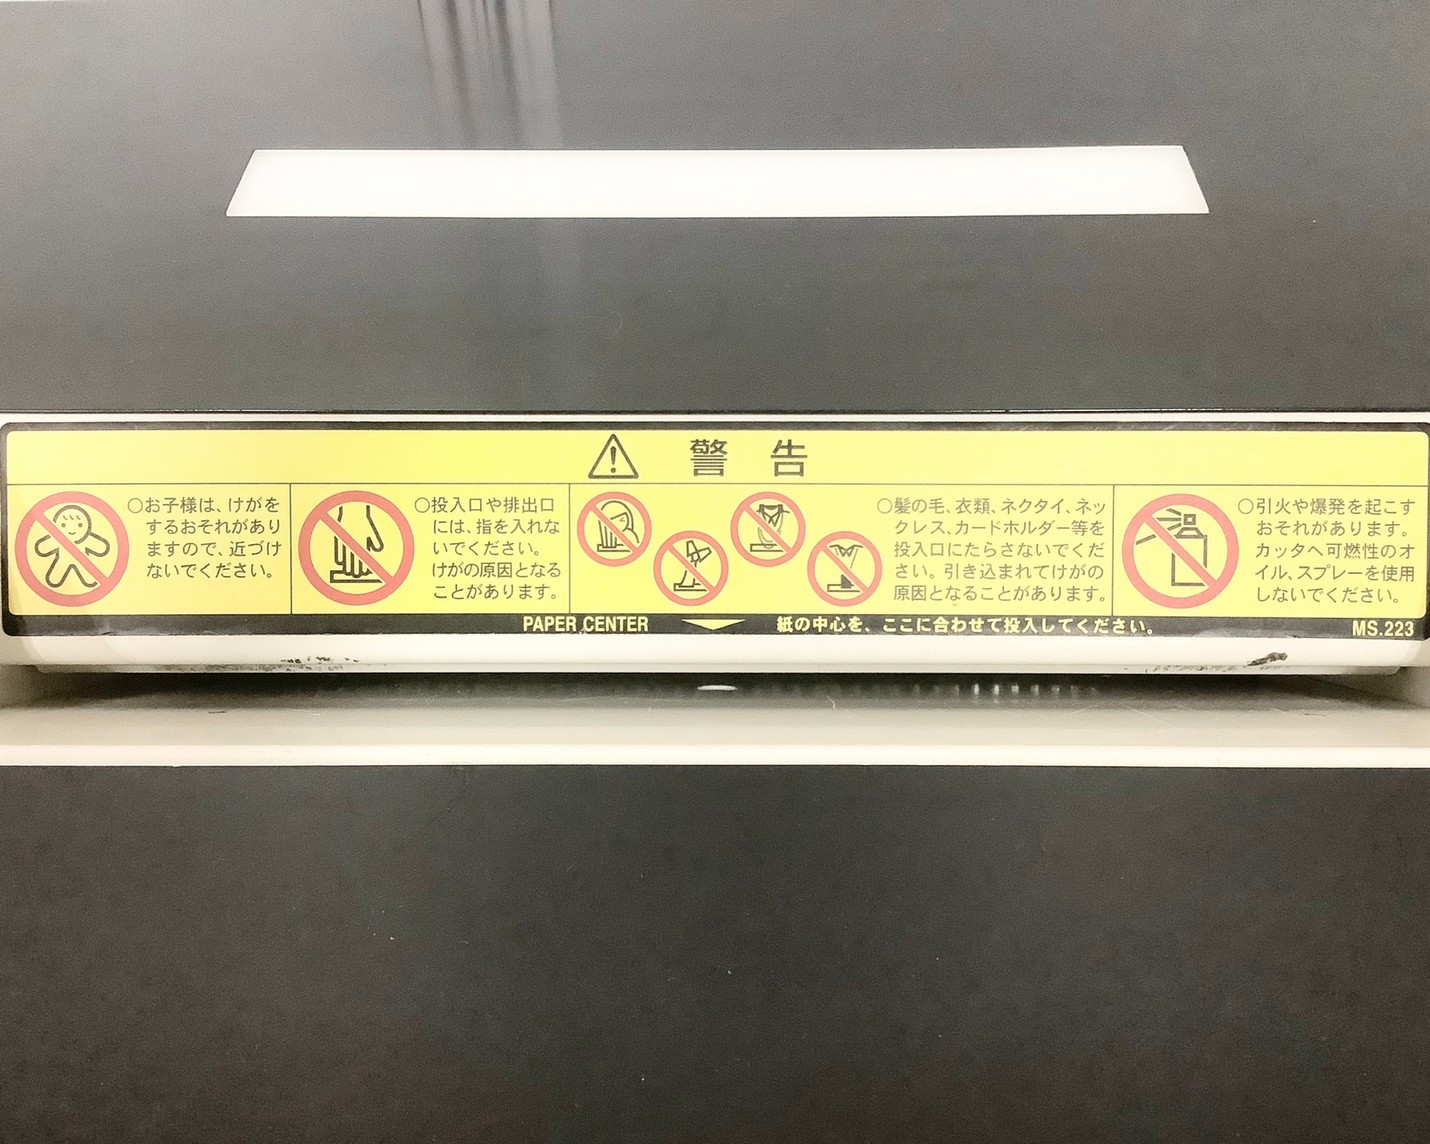 警告
○お子様は、けがを
するおそれがあり
ますので、近づけ
ないでください。
○投入口や排出口
には、指を入れな
いでください。
けがの原因となる
ことがあります。
○髪の毛、衣類、ネクタイ、ネッ
クレス、カードホルダー等を
投入口にたらさないでくだ
さい。引き込まれてけがの
原因となることがあります。
○引火や爆発を起こす
おそれがあります。
カッタへ可燃性のオ
イル、スプレーを使用
しないでください。
PAPER CENTER 紙の中心を、ここに合わせて投入してください。 MS.223